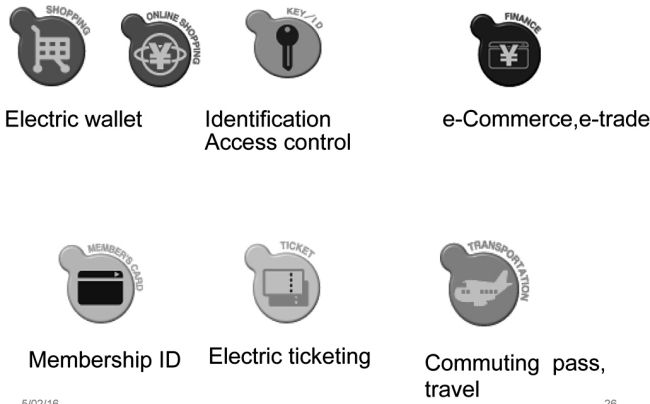 SHOPPING
ONLINE SHOPPING
KEY/ID
FINANCE
Electric wallet
Identification
Access control
e-Commerce,e-trade
MEMBER'S CARD
TICKET
TRANSPORTATION
Membership ID
Electric ticketing
Commuting pass,
travel
5/02/16
26